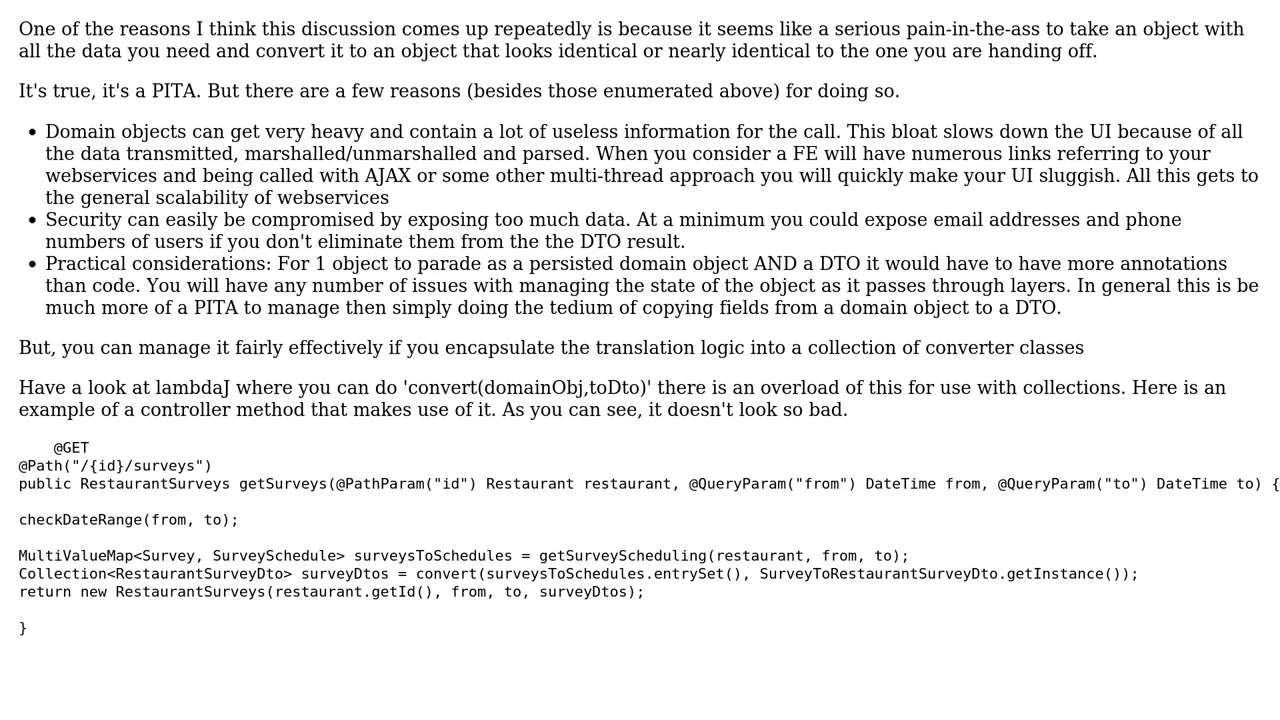 One of the reasons I think this discussion comes up repeatedly is because it seems like a serious pain-in-the-ass to take an object with
all the data you need and convert it to an object that looks identical or nearly identical to the one you are handing off.
It's true, it's a PITA. But there are a few reasons (besides those enumerated above) for doing so.
• Domain objects can get very heavy and contain a lot of useless information for the call. This bloat slows down the UI because of all
the data transmitted, marshalled/unmarshalled and parsed. When you consider a FE will have numerous links referring to your
webservices and being called with AJAX or some other multi-thread approach you will quickly make your UI sluggish. All this gets to
the general scalability of webservices
• Security can easily be compromised by exposing too much data. At a minimum you could expose email addresses and phone
numbers of users if you don't eliminate them from the the DTO result.
• Practical considerations: For 1 object to parade as a persisted domain object AND a DTO it would have to have more annotations
than code. You will have any number of issues with managing the state of the object as it passes through layers. In general this is be
much more of a PITA to manage then simply doing the tedium of copying fields from a domain object to a DTO.
But, you can manage it fairly effectively if you encapsulate the translation logic into a collection of converter classes
Have a look at lambdaJ where you can do 'convert(domainObj,toDto)' there is an overload of this for use with collections. Here is an
example of a controller method that makes use of it. As you can see, it doesn't look so bad.
    @GET
@Path("/{id}/surveys")
public RestaurantSurveys getSurveys(@PathParam("id") Restaurant restaurant, @QueryParam("from") DateTime from, @QueryParam("to") DateTime to) {
checkDateRange(from, to);
MultiValueMap<Survey, SurveySchedule> surveysToSchedules = getSurveyScheduling(restaurant, from, to);
Collection<RestaurantSurveyDto> surveyDtos = convert(surveysToSchedules.entrySet(), SurveyToRestaurantSurveyDto.getInstance());
return new RestaurantSurveys(restaurant.getId(), from, to, surveyDtos);
}